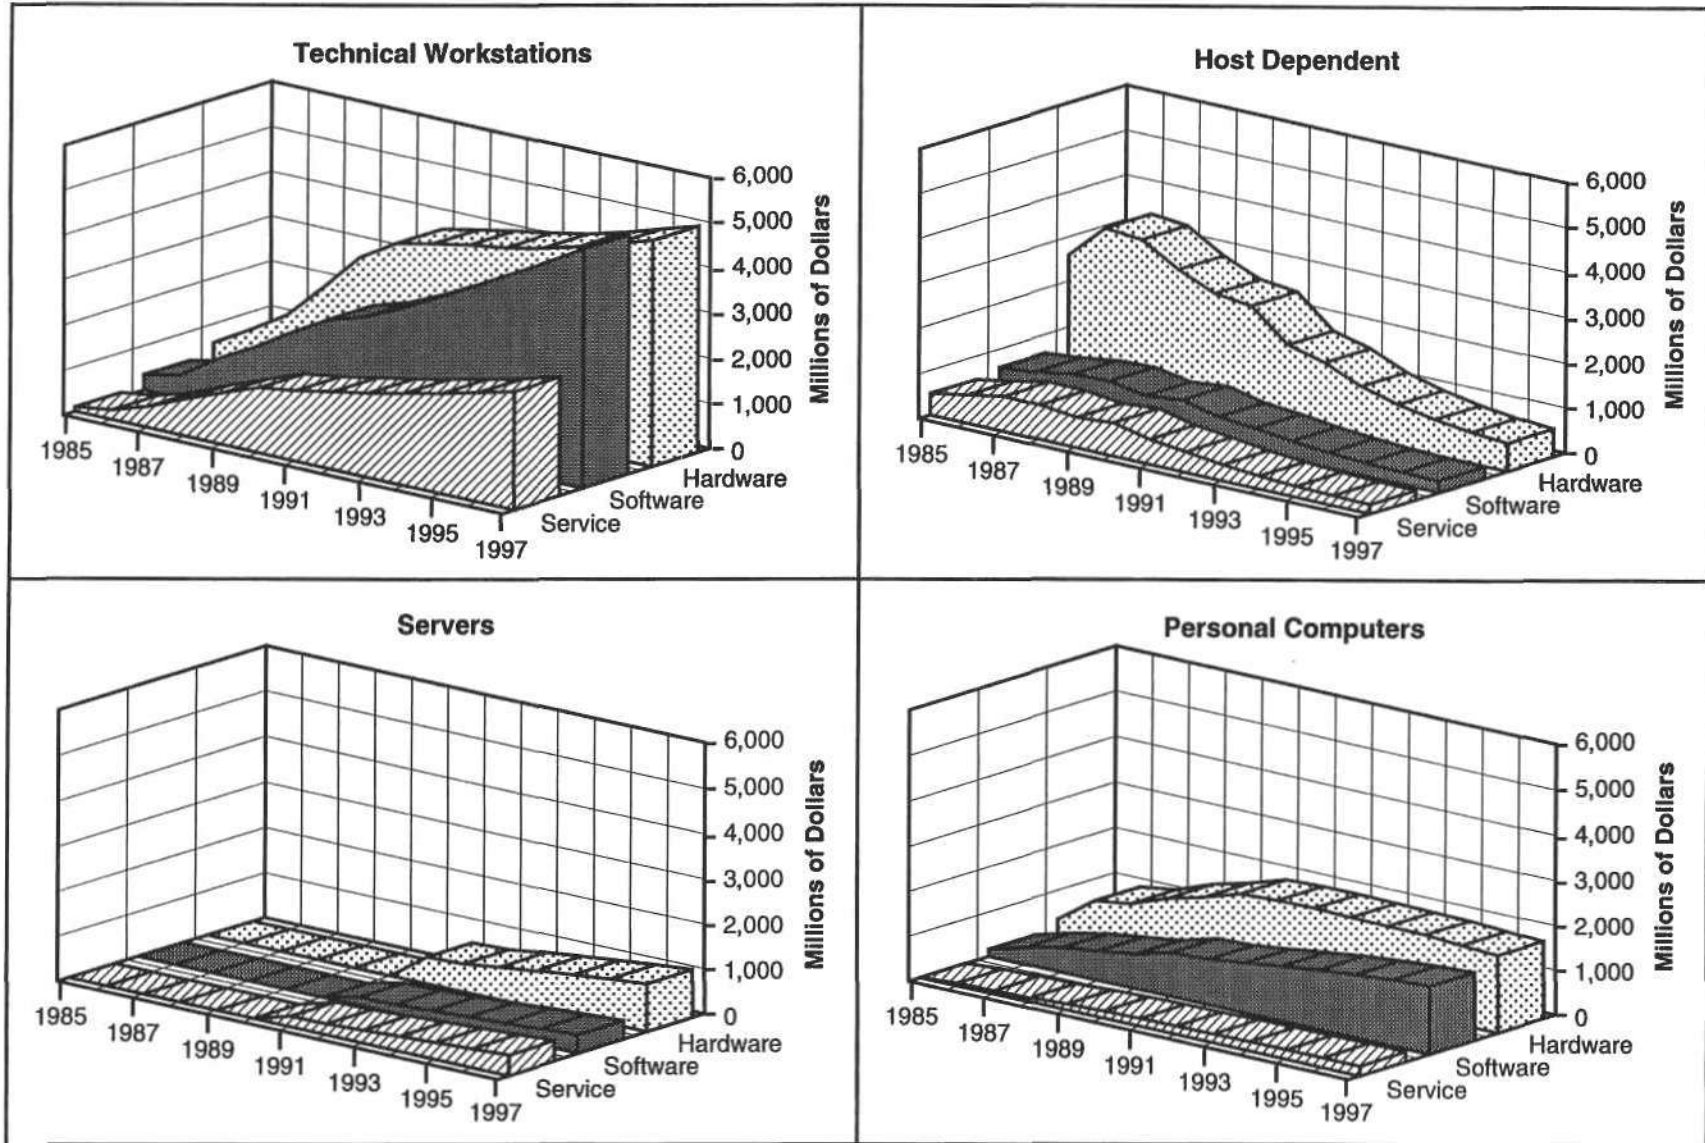 Technical Workstations
6,000
5,000
4,000
3,000
2,000
1,000
0
Millions of Dollars
1985
1987
1989
1991
1993
1995
1997
Hardware
Software
Service
Host Dependent
6,000
5,000
4,000
3,000
2,000
1,000
0
Millions of Dollars
1985
1987
1989
1991
1993
1995
1997
Hardware
Software
Service
Servers
6,000
5,000
4,000
3,000
2,000
1,000
0
Millions of Dollars
1985
1987
1989
1991
1993
1995
1997
Hardware
Software
Service
Personal Computers
6,000
5,000
4,000
3,000
2,000
1,000
0
Millions of Dollars
1985
1987
1989
1991
1993
1995
1997
Hardware
Software
Service